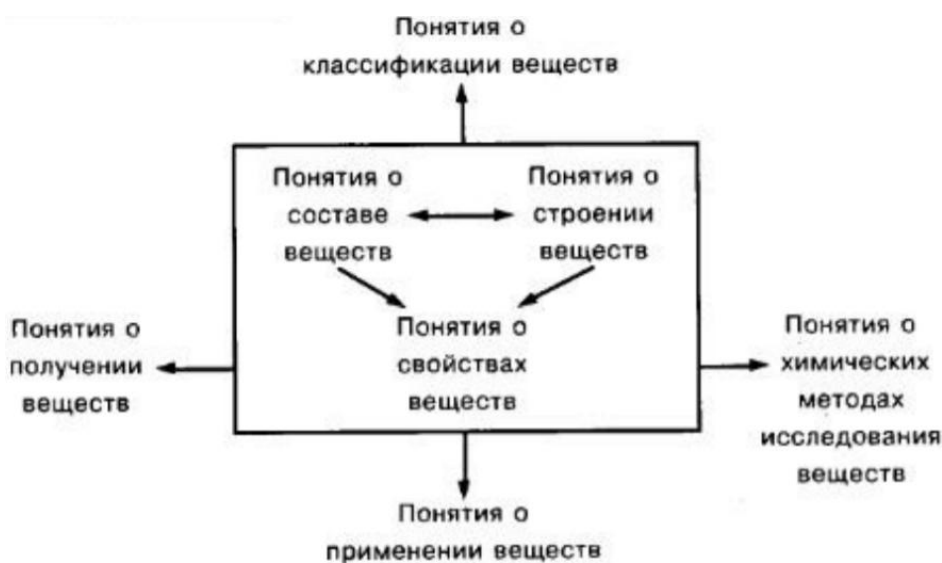 Понятия о
классификации веществ
Понятия о
составе
веществ
Понятия о
строении
веществ
Понятия о
свойствах
веществ
Понятия о
получении
веществ
Понятия о
химических
методах
исследования
веществ
Понятия о
применении веществ